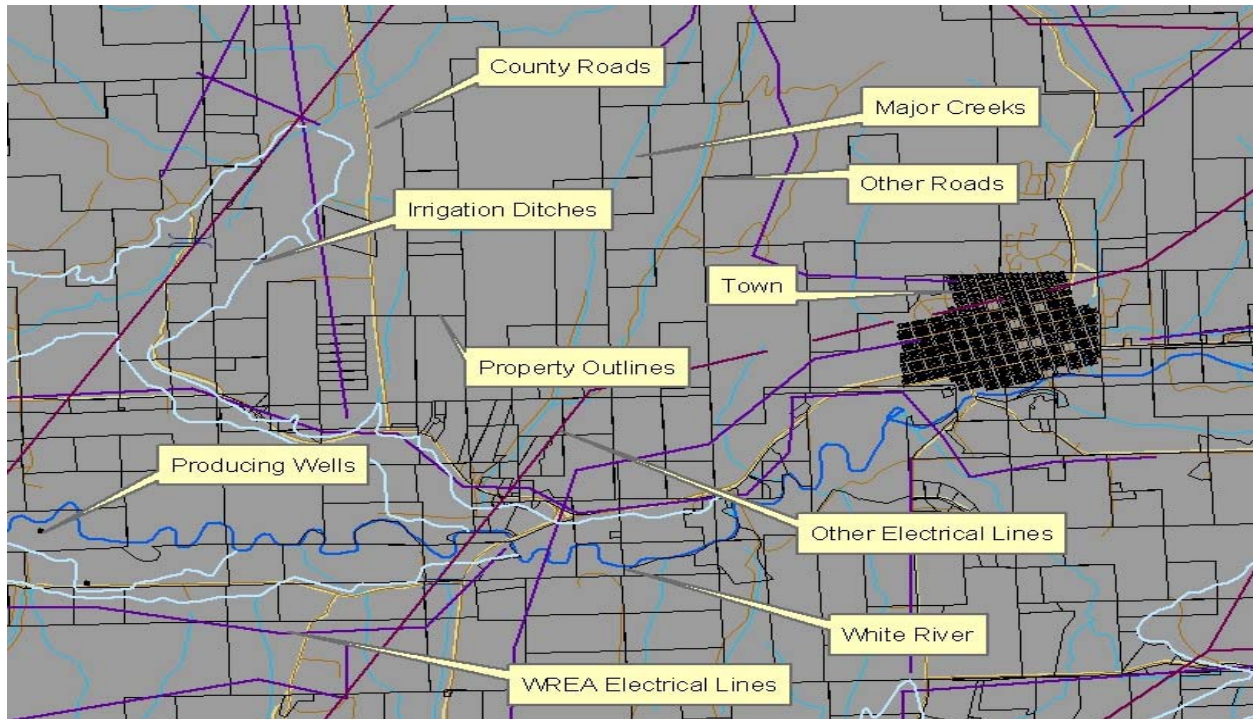 County Roads
Major Creeks
Other Roads
Irrigation Ditches
Town
Property Outlines
Producing Wells
Other Electrical Lines
White River
WREA Electrical Lines